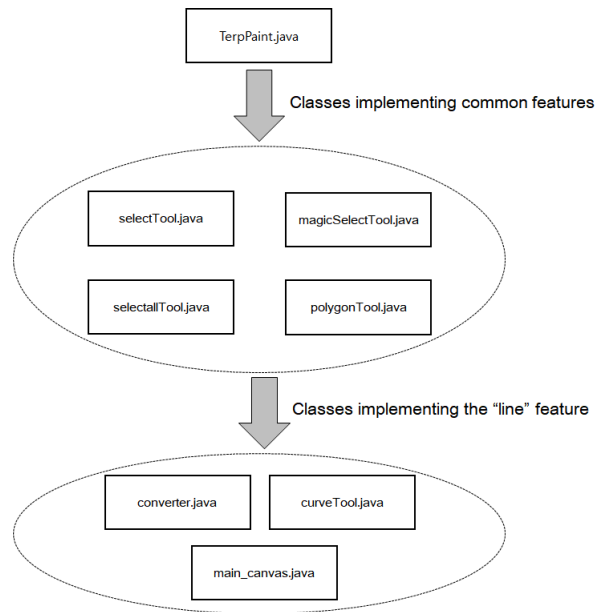 TerpPaint.java
Classes implementing common features
selectTool.java
magicSelectTool.java
selectallTool.java
polygonTool.java
Classes implementing the “line” feature
converter.java
curveTool.java
main_canvas.java